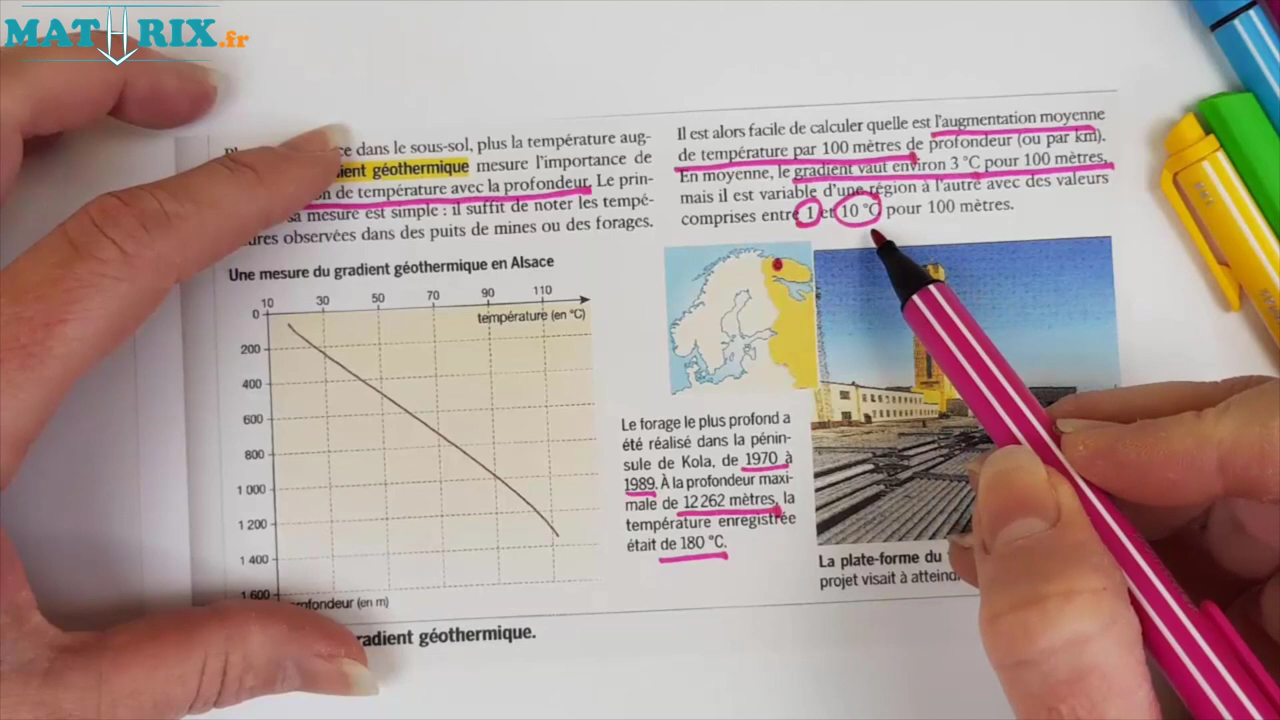 MATHRIX.fr
ce dans le sous-sol, plus la température aug-
géothermique mesure l'importance de
de température avec la profondeur. Le prin-
sa mesure est simple : il suffit de noter les tempé-
observées dans des puits de mines ou des forages.
Il est alors facile de calculer quelle est l'augmentation moyenne
de température par 100 mètres de profondeur (ou par km).
En moyenne, le gradient vaut environ 3 °C pour 100 mètres,
mais il est variable d'une région à l'autre avec des valeurs
comprises entre 1 et 10 °C pour 100 mètres.
Une mesure du gradient géothermique en Alsace
10 30 50 70 90 110
température (en °C)
0
200
400
600
800
1 000
1 200
1 400
1 600
profondeur (en m)
Le forage le plus profond a
été réalisé dans la pénin-
sule de Kola, de 1970 à
1989. À la profondeur maxi-
male de 12 262 mètres, la
température enregistrée
était de 180 °C.
La plate-forme du
projet visait à
gradient géothermique.